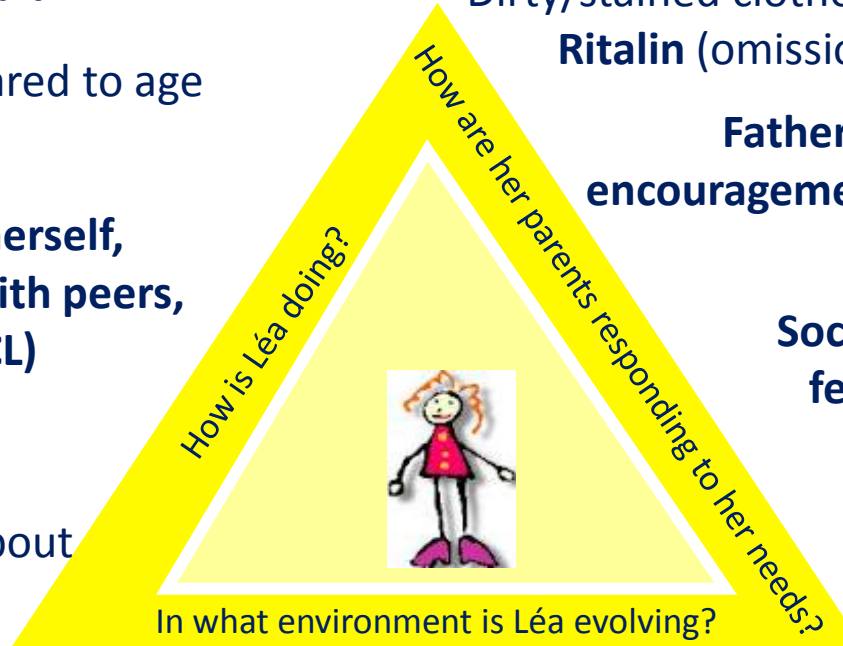 ared to age
Ritalin (omissio
Father
encourageme
erself,
ith peers,
CL)
Soc
fe
bout
How is Léa doing?
How are her parents responding to her needs?
In what environment is Léa evolving?